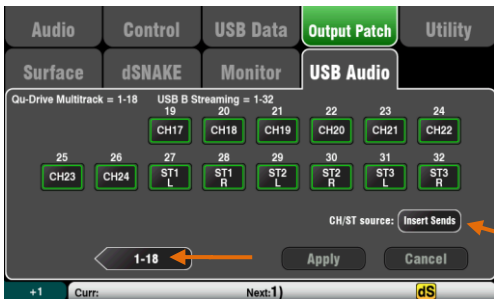 Audio Control USB Data Output Patch Utility
Surface dSNAKE Monitor USB Audio
Qu-Drive Multitrack = 1-18 USB B Streaming = 1-32
19 20 21 22 23 24
CH17 CH18 CH19 CH20 CH21 CH22
25 26 27 28 29 30 31 32
CH23 CH24 ST1 L ST1 R ST2 L ST2 R ST3 L ST3 R
CH/ST source: Insert Sends
1-18 Apply Cancel
+1 Curr: Next:1) dS